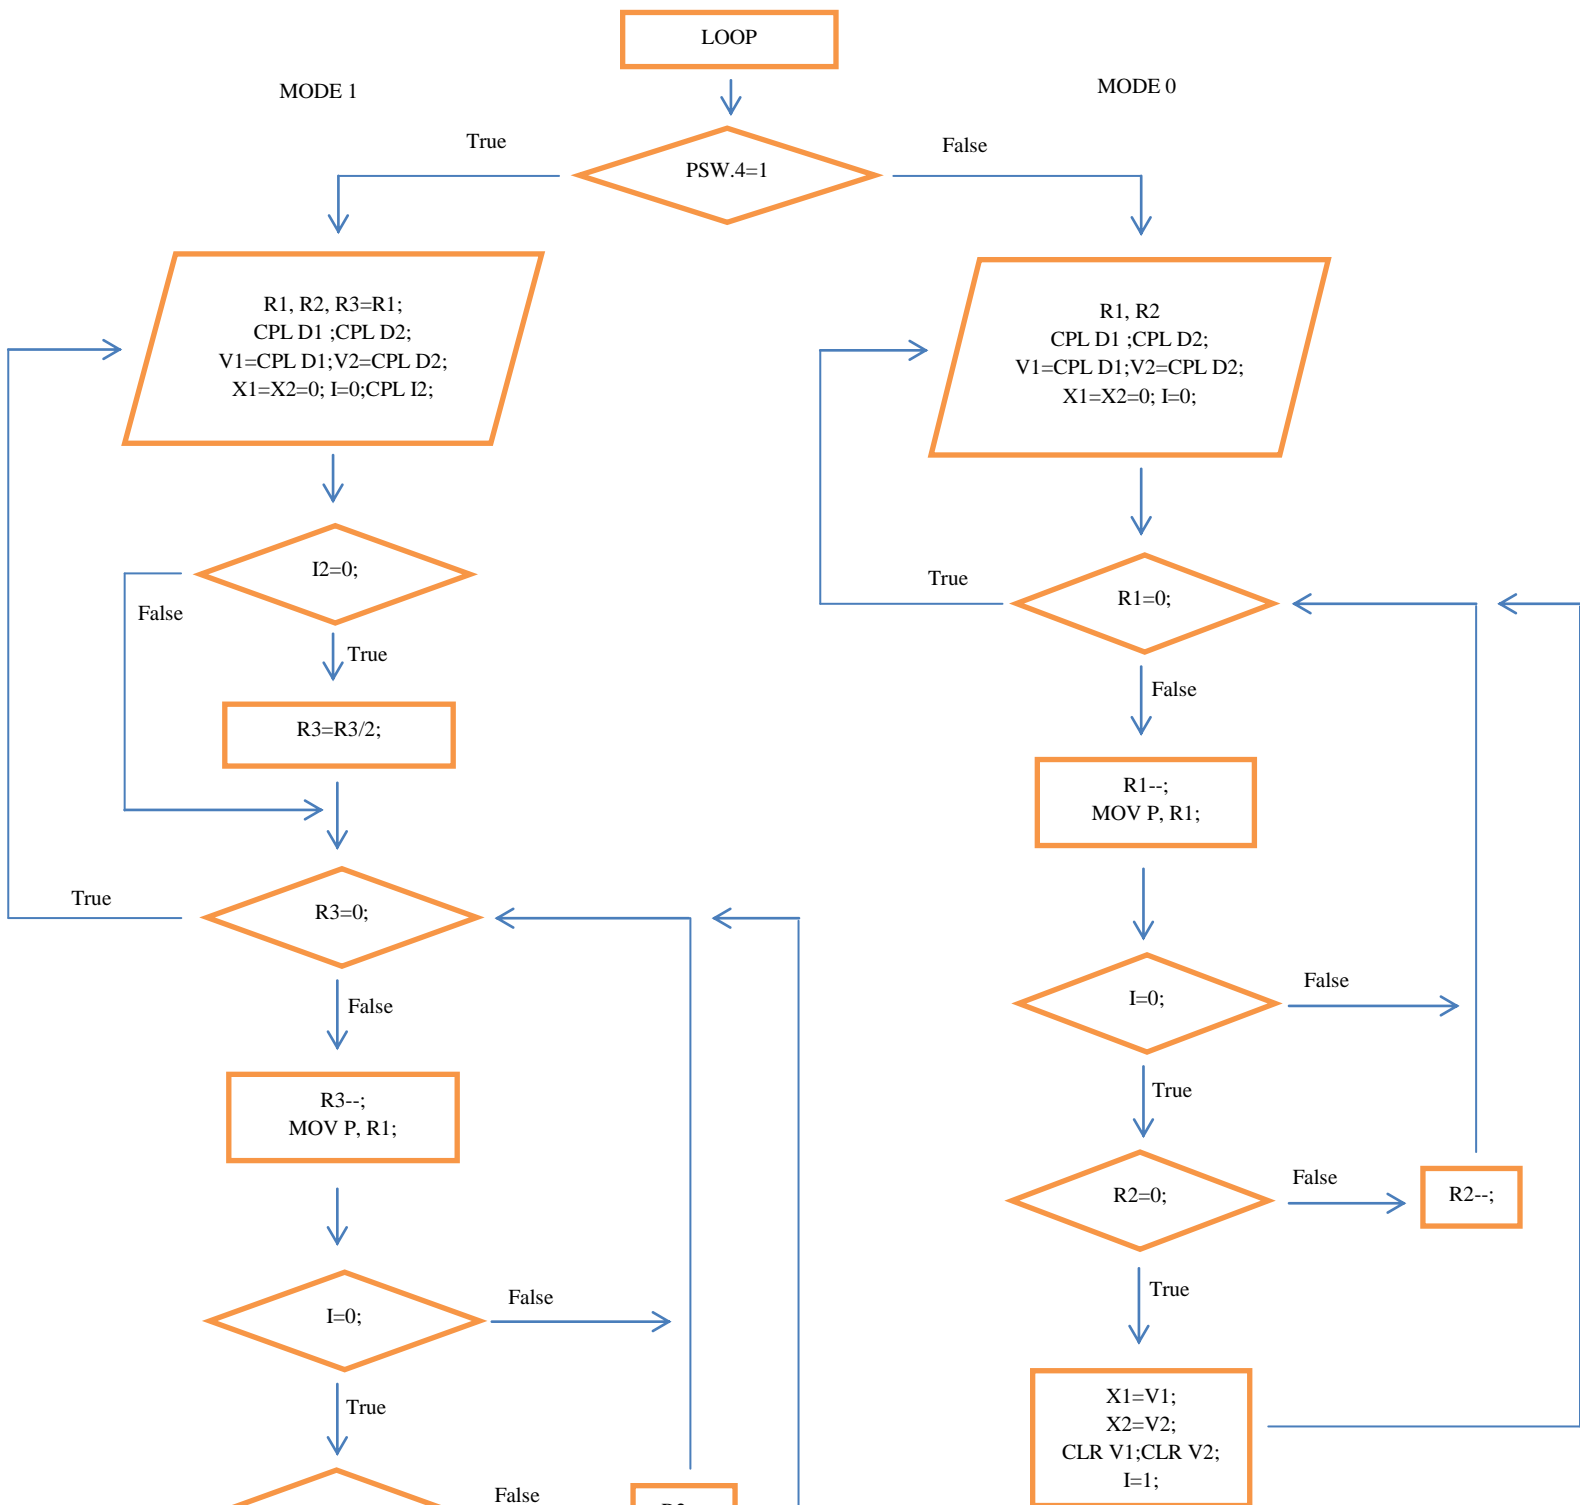 LOOP
MODE 1
MODE 0
True
False
PSW.4=1
R1, R2, R3=R1;
CPL D1 ;CPL D2;
V1=CPL D1;V2=CPL D2;
X1=X2=0; I=0;CPL I2;
R1, R2
CPL D1 ;CPL D2;
V1=CPL D1;V2=CPL D2;
X1=X2=0; I=0;
I2=0;
False
True
R3=R3/2;
True
R3=0;
False
R3--;
MOV P, R1;
I=0;
False
True
False
True
R1=0;
False
R1--;
MOV P, R1;
I=0;
False
True
R2=0;
False
R2--;
True
X1=V1;
X2=V2;
CLR V1;CLR V2;
I=1;